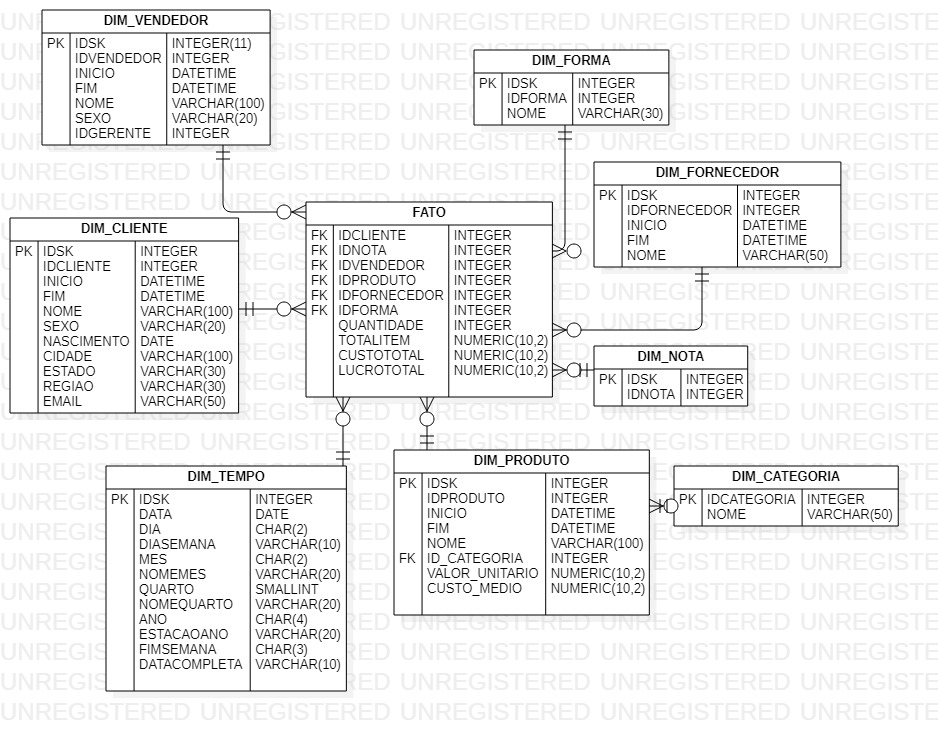 DIM_VENDEDOR
PK IDSK INTEGER(11)
IDVENDEDOR INTEGER
INICIO DATETIME
FIM DATETIME
NOME VARCHAR(100)
SEXO VARCHAR(20)
IDGERENTE INTEGER
DIM_FORMA
PK IDSK INTEGER
IDFORMA INTEGER
NOME VARCHAR(30)
DIM_FORNECEDOR
PK IDSK INTEGER
IDFORNECEDOR INTEGER
INICIO DATETIME
FIM DATETIME
NOME VARCHAR(50)
DIM_CLIENTE
PK IDSK INTEGER
IDCLIENTE INTEGER
INICIO DATETIME
FIM DATETIME
NOME VARCHAR(100)
SEXO VARCHAR(20)
NASCIMENTO DATE
CIDADE VARCHAR(100)
ESTADO VARCHAR(30)
REGIAO VARCHAR(30)
EMAIL VARCHAR(50)
FATO
FK IDCLIENTE INTEGER
FK IDNOTA INTEGER
FK IDVENDEDOR INTEGER
FK IDPRODUTO INTEGER
FK IDFORNECEDOR INTEGER
FK IDFORMA INTEGER
QUANTIDADE INTEGER
TOTALITEM NUMERIC(10,2)
CUSTOTOTAL NUMERIC(10,2)
LUCROTOTAL NUMERIC(10,2)
DIM_NOTA
PK IDSK INTEGER
IDNOTA INTEGER
DIM_TEMPO
PK IDSK INTEGER
DATA DATE
DIA CHAR(2)
DIASEMANA VARCHAR(10)
MES CHAR(2)
NOMEMES VARCHAR(20)
QUARTO SMALLINT
NOMEQUARTO VARCHAR(20)
ANO CHAR(4)
ESTACAOANO VARCHAR(20)
FIMSEMANA CHAR(3)
DATACOMPLETA VARCHAR(10)
DIM_PRODUTO
PK IDSK INTEGER
IDPRODUTO INTEGER
INICIO DATETIME
FIM DATETIME
NOME VARCHAR(100)
FK ID_CATEGORIA INTEGER
VALOR_UNITARIO NUMERIC(10,2)
CUSTO_MEDIO NUMERIC(10,2)
DIM_CATEGORIA
PK IDCATEGORIA INTEGER
NOME VARCHAR(50)
UNREGISTERED UNREGISTERED UNREGISTERED UNREGISTERED